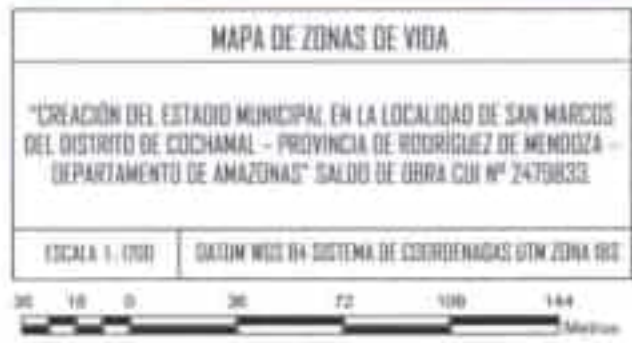 MAPA DE ZONAS DE VIDA
"CREACIÓN DEL ESTADIO MUNICIPAL EN LA LOCALIDAD DE SAN MARCOS
DEL DISTRITO DE COCHAMAL – PROVINCIA DE RODRÍGUEZ DE MENDOZA –
DEPARTAMENTO DE AMAZONAS" SALDO DE OBRA CUI Nº 2479833.
ESCALA 1: 1700 DATUM WGS 84 SISTEMA DE COORDENADAS UTM ZONA 18S
36 18 0 36 72 108 144
Metros